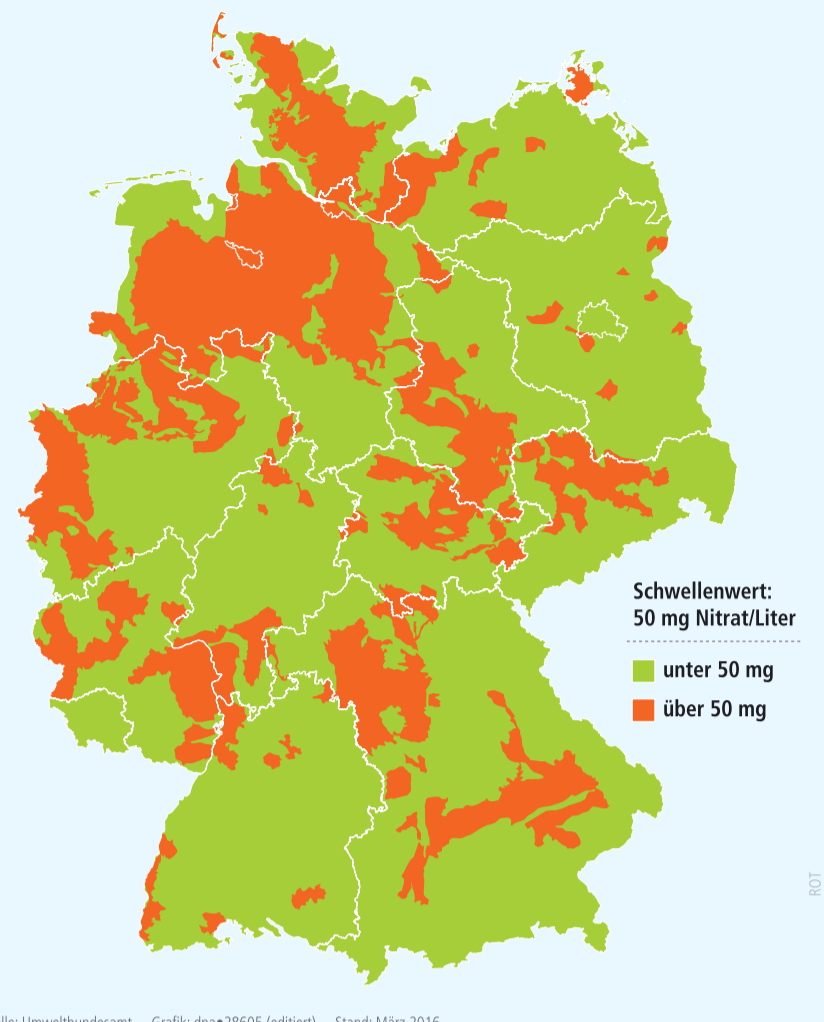 Schwellenwert:
50 mg Nitrat/Liter
unter 50 mg
über 50 mg
ROT
Umweltbundesamt Grafik: dpa•28605 (editiert) Stand: März 2016